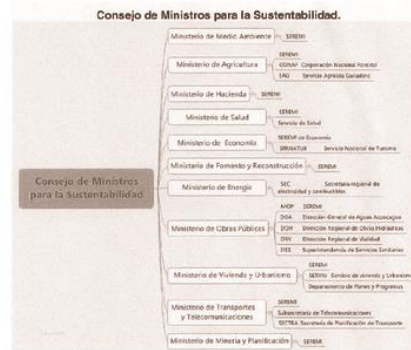 Consejo de Ministros para la Sustentabilidad.
Consejo de Ministros
para la Sustentabilidad
Ministerio de Medio Ambiente
SEREMI
Ministerio de Agricultura
SEREMI
CONAF Corporación Nacional Forestal
SAG Servicio Agrícola Ganadero
Ministerio de Hacienda
SEREMI
Ministerio de Salud
SEREMI
Servicio de Salud
Ministerio de Economía
SEREMI de Economía
SERNATUR Servicio Nacional de Turismo
Ministerio de Fomento y Reconstrucción
SEREMI
Ministerio de Energía
SEC Secretaría regional de
electricidad y combustibles
Ministerio de Obras Públicas
MOP SEREMI
DGA Dirección General de Aguas
DOH Dirección Regional de Obras Hidráulicas
DRV Dirección Regional de Vialidad
Superintendencia de Servicios Sanitarios
Ministerio de Vivienda y Urbanismo
SEREMI
SERVIU Servicio de vivienda y Urbanismo
Departamento de Planes y Programas
Ministerio de Transportes
y Telecomunicaciones
SEREMI
Subsecretaría de Telecomunicaciones
SECTRA Secretaría de Planificación de Transporte
Ministerio de Minería y Planificación
SEREMI